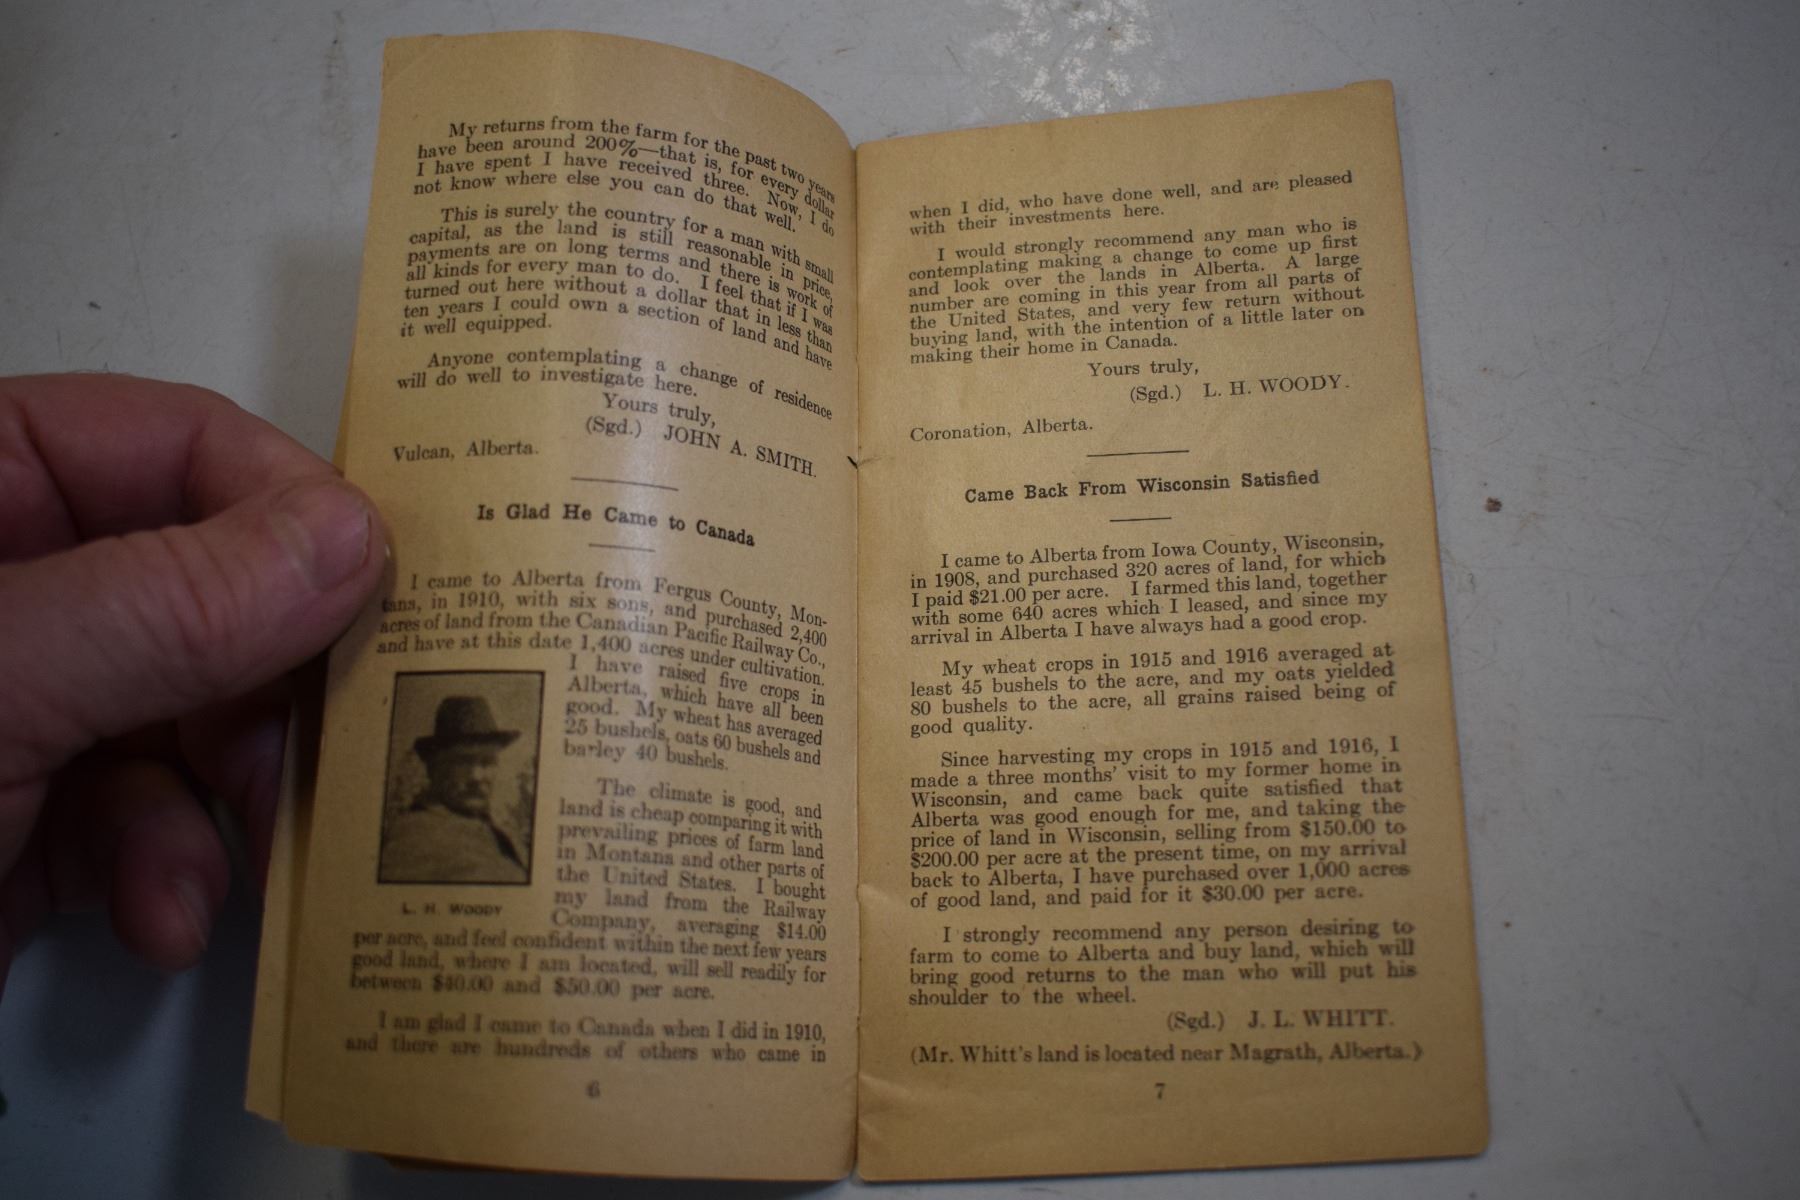 My returns from the farm for the past two years
have been around 200%—that is, for every dollar
I have spent I have received three. Now, I do
not know where else you can do that well.
This is surely the country for a man with small
capital, as the land is still reasonable in price,
payments are on long terms and there is work of
all kinds for every man to do. I feel that if I was
turned out here without a dollar that in less than
ten years I could own a section of land and have
it well equipped.
Anyone contemplating a change of residence
will do well to investigate here.
Yours truly,
(Sgd.) JOHN A. SMITH.
Vulcan, Alberta.
Is Glad He Came to Canada
I came to Alberta from Fergus County, Mon-
tana, in 1910, with six sons, and purchased 2,400
acres of land from the Canadian Pacific Railway Co.,
and have at this date 1,400 acres under cultivation.
I have raised five crops in
Alberta, which have all been
good. My wheat has averaged
25 bushels, oats 60 bushels and
barley 40 bushels.
The climate is good, and
land is cheap comparing it with
prevailing prices of farm land
in Montana and other parts of
the United States. I bought
my land from the Railway
Company, averaging $14.00
L. H. WOODY
per acre, and feel confident within the next few years
good land, where I am located, will sell readily for
between $40.00 and $50.00 per acre.
I am glad I came to Canada when I did in 1910,
and there are hundreds of others who came in
6
when I did, who have done well, and are pleased
with their investments here.
I would strongly recommend any man who is
contemplating making a change to come up first
and look over the lands in Alberta. A large
number are coming in this year from all parts of
the United States, and very few return without
buying land, with the intention of a little later on
making their home in Canada.
Yours truly,
(Sgd.) L. H. WOODY.
Coronation, Alberta.
Came Back From Wisconsin Satisfied
I came to Alberta from Iowa County, Wisconsin,
in 1908, and purchased 320 acres of land, for which
I paid $21.00 per acre. I farmed this land, together
with some 640 acres which I leased, and since my
arrival in Alberta I have always had a good crop.
My wheat crops in 1915 and 1916 averaged at
least 45 bushels to the acre, and my oats yielded
80 bushels to the acre, all grains raised being of
good quality.
Since harvesting my crops in 1915 and 1916, I
made a three months' visit to my former home in
Wisconsin, and came back quite satisfied that
Alberta was good enough for me, and taking the
price of land in Wisconsin, selling from $150.00 to
$200.00 per acre at the present time, on my arrival
back to Alberta, I have purchased over 1,000 acres
of good land, and paid for it $30.00 per acre.
I strongly recommend any person desiring to
farm to come to Alberta and buy land, which will
bring good returns to the man who will put his
shoulder to the wheel.
(Sgd.) J. L. WHITT.
(Mr. Whitt's land is located near Magrath, Alberta.)
7